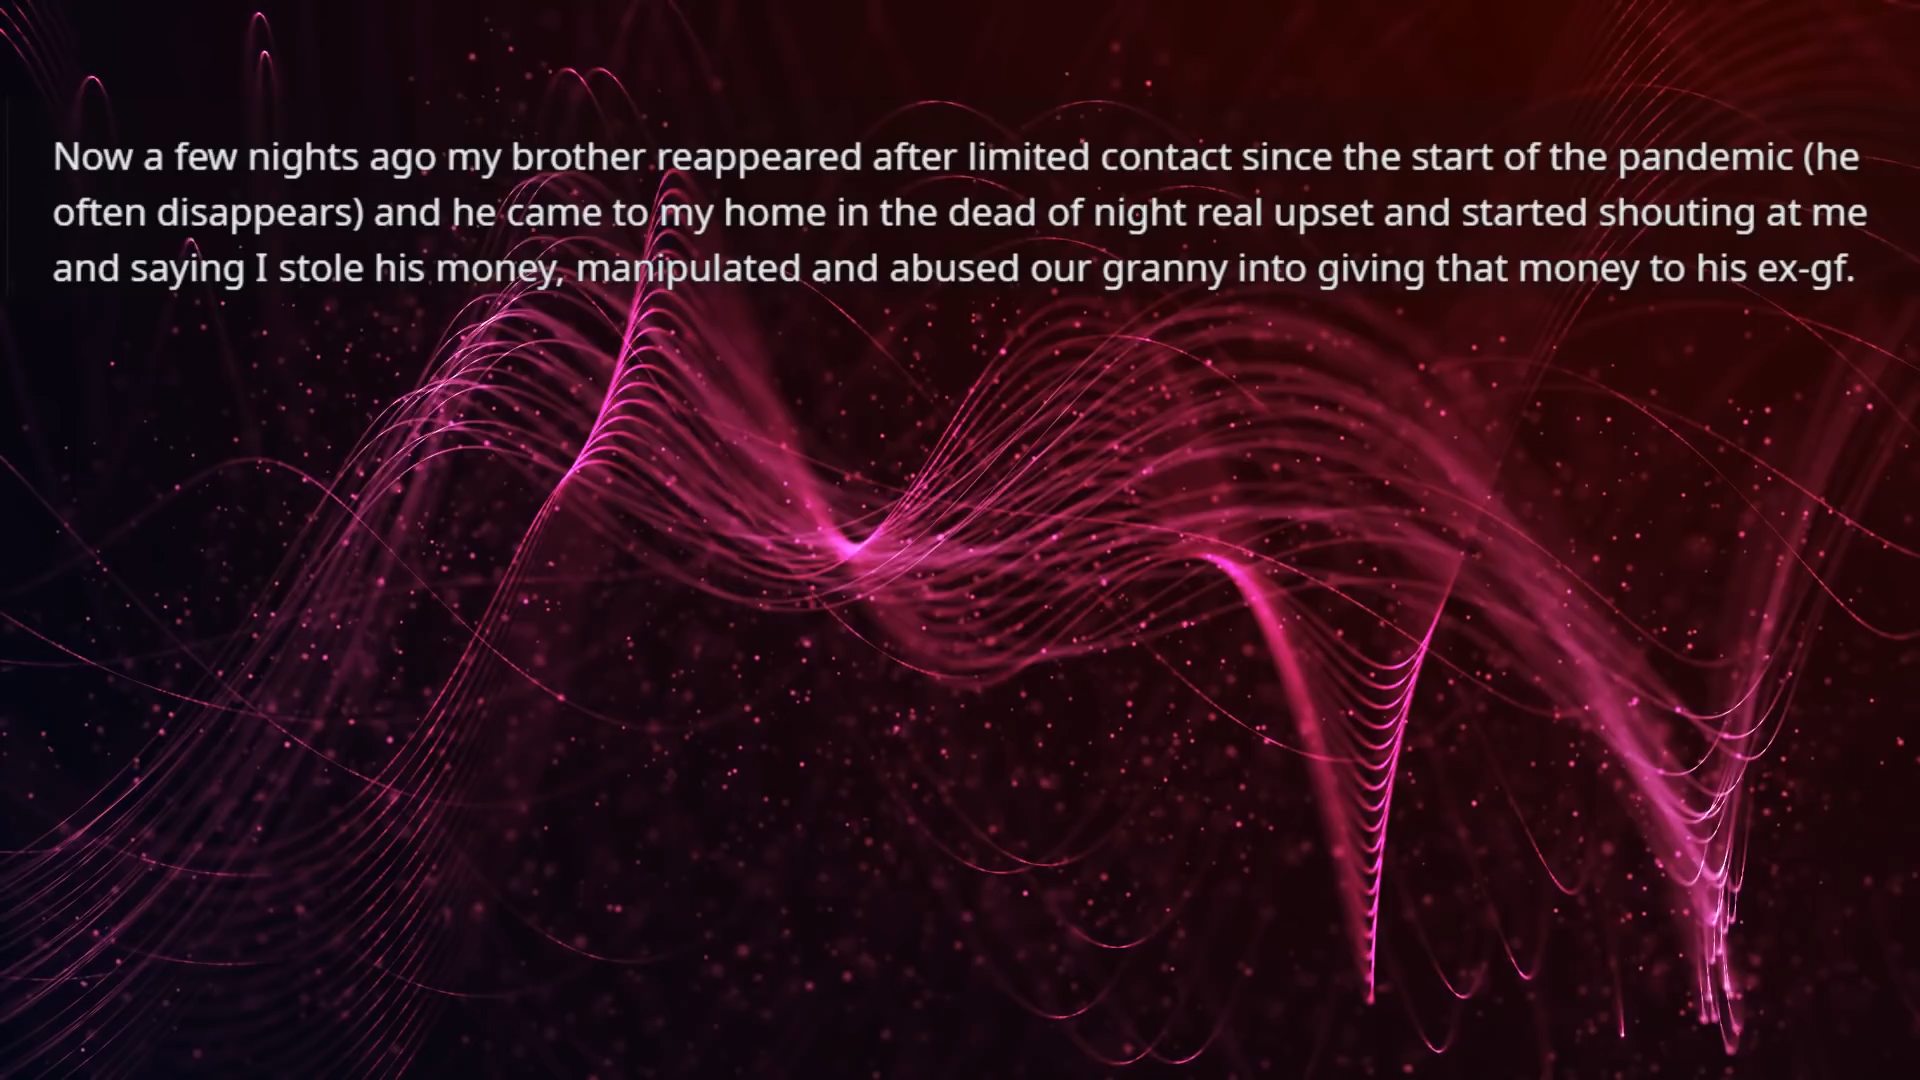 Now a few nights ago my brother reappeared after limited contact since the start of the pandemic (he
often disappears) and he came to my home in the dead of night real upset and started shouting at me
and saying I stole his money, manipulated and abused our granny into giving that money to his ex-gf.